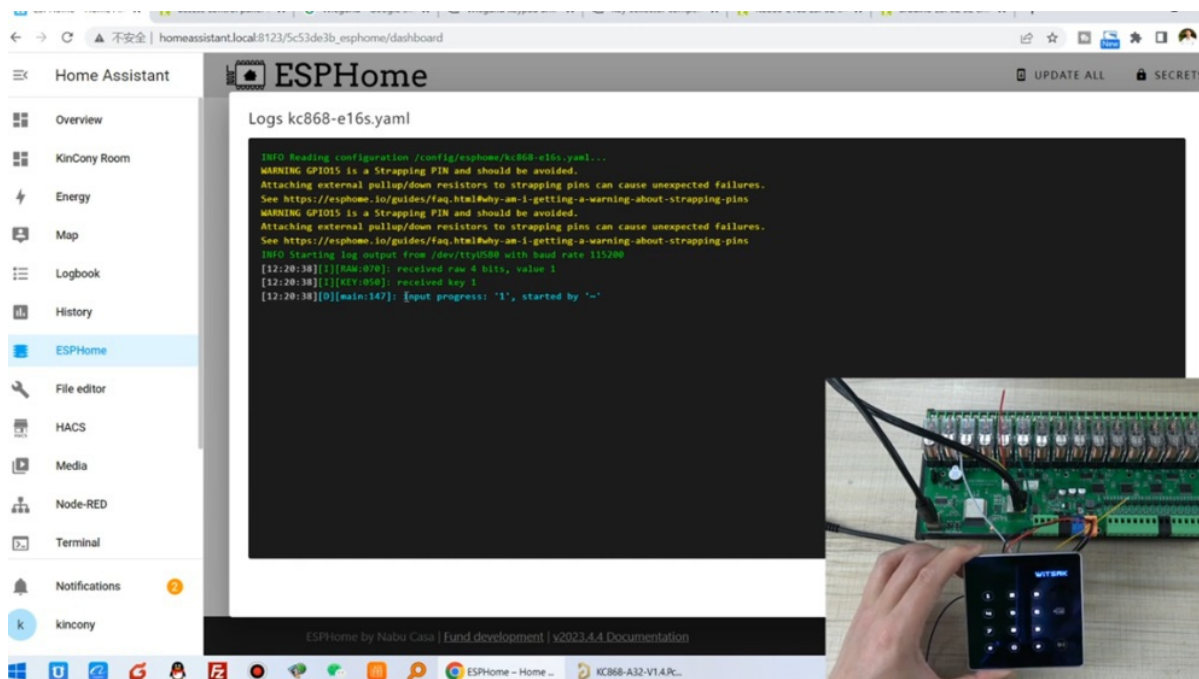 不安全 | homeassistant.local:8123/5c53de3b_esphome/dashboard
New
Home Assistant
ESPHome
UPDATE ALL
SECRETS
Overview
KinCony Room
Energy
Map
Logbook
History
ESPHome
File editor
HACS
Media
Node-RED
Terminal
Notifications
2
k
kincony
Logs kc868-e16s.yaml
INFO Reading configuration /config/esphome/kc868-e16s.yaml...
WARNING GPIO15 is a Strapping PIN and should be avoided.
Attaching external pullup/down resistors to strapping pins can cause unexpected failures.
See https://esphome.io/guides/faq.html#why-am-i-getting-a-warning-about-strapping-pins
WARNING GPIO15 is a Strapping PIN and should be avoided.
Attaching external pullup/down resistors to strapping pins can cause unexpected failures.
See https://esphome.io/guides/faq.html#why-am-i-getting-a-warning-about-strapping-pins
INFO Starting log output from /dev/ttyUSB0 with baud rate 115200
[12:20:38][I][RAW:070]: received raw 4 bits, value 1
[12:20:38][I][KEY:050]: received key 1
[12:20:38][D][main:147]: input progress: '1', started by '~'
WITSMK
ESPHome by Nabu Casa | Fund development | v2023.4.4 Documentation
ESPHome – Home ...
KC868-A32-V1.4.Pc...